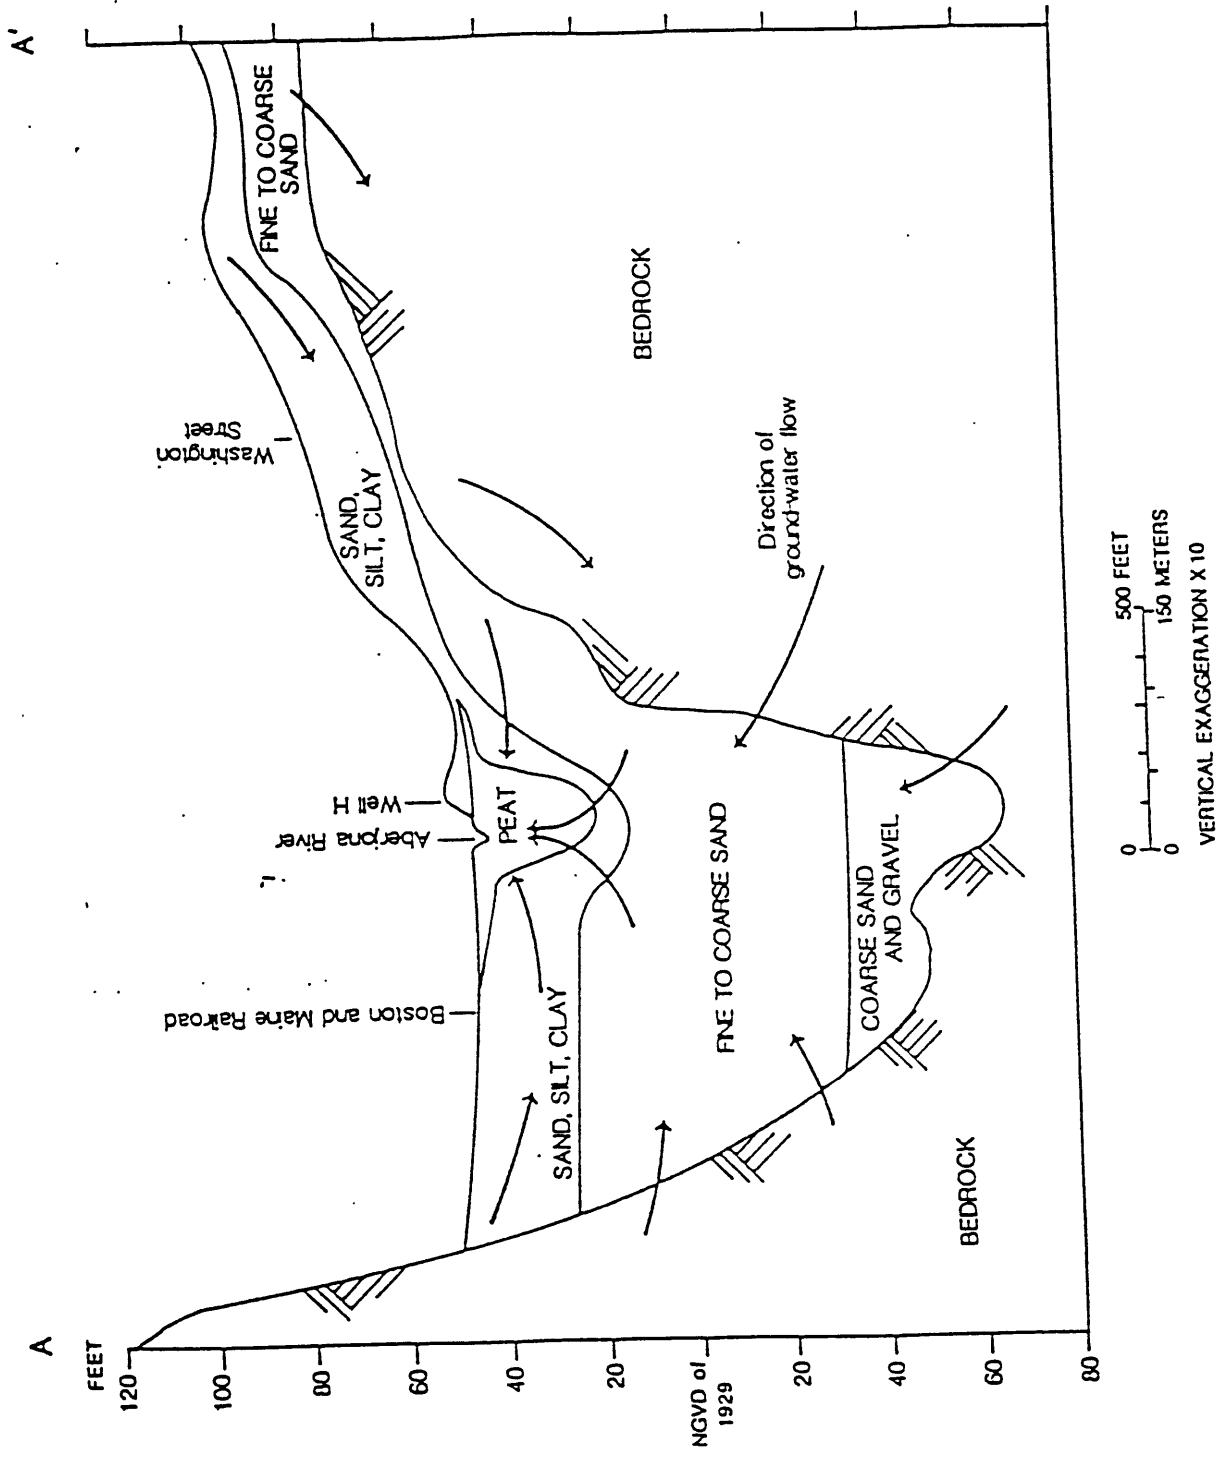 A
A'
FEET
120
100
80
60
40
20
NGVD of
1929
20
40
60
80
Boston and Maine Railroad
Aberjona River
Well H
Washington
Street
PEAT
SAND, SILT, CLAY
SAND,
SILT, CLAY
FINE TO COARSE
SAND
FINE TO COARSE SAND
COARSE SAND
AND GRAVEL
BEDROCK
BEDROCK
Direction of
ground-water flow
0
500 FEET
0
150 METERS
VERTICAL EXAGGERATION X 10